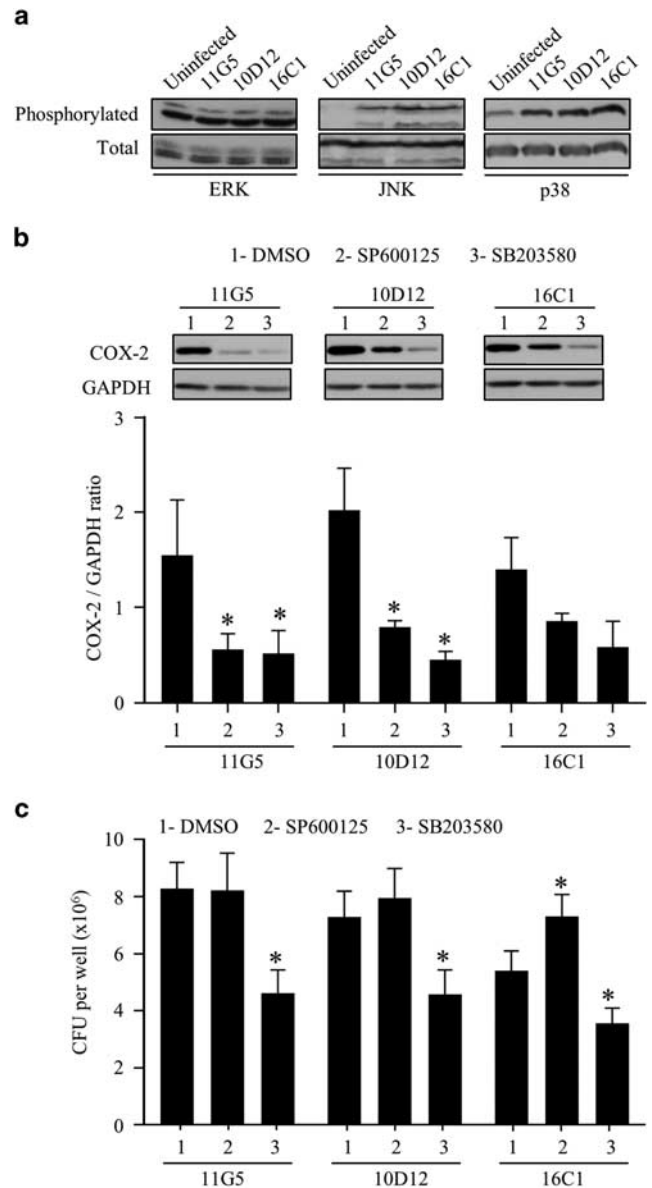 a
Uninfected 11G5 10D12 16C1 Uninfected 11G5 10D12 16C1 Uninfected 11G5 10D12 16C1
Phosphorylated
Total
ERK JNK p38
b
1- DMSO 2- SP600125 3- SB203580
11G5 10D12 16C1
1 2 3 1 2 3 1 2 3
COX-2
GAPDH
COX-2 / GAPDH ratio
3
2
1
0
* * * *
1 2 3 1 2 3 1 2 3
11G5 10D12 16C1
c
1- DMSO 2- SP600125 3- SB203580
CFU per well (x10⁶)
10
8
6
4
2
0
* * * *
1 2 3 1 2 3 1 2 3
11G5 10D12 16C1